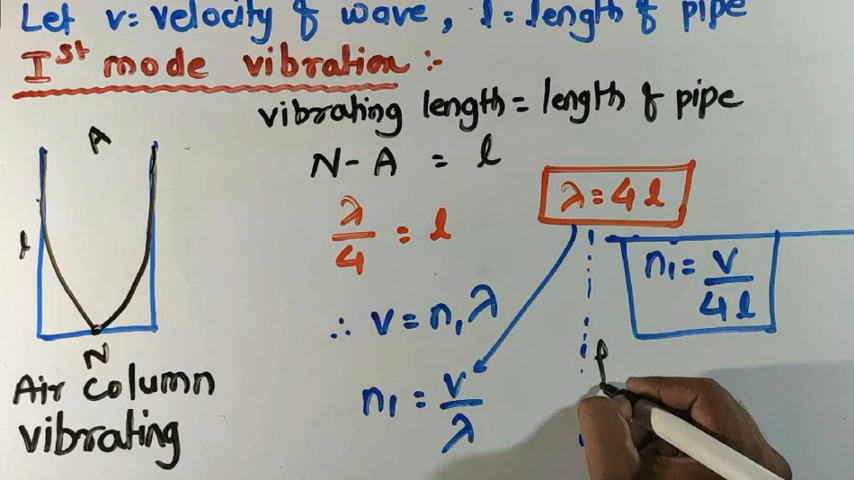 Let v= velocity of wave, l = length of pipe
Ist mode vibration :-
vibrating length = length of pipe
A
N - A = l
λ = 4l
l
λ/4 = l
n1 = v/4l
∴ v = n1 λ
N
n1 = v/λ
Air column
vibrating